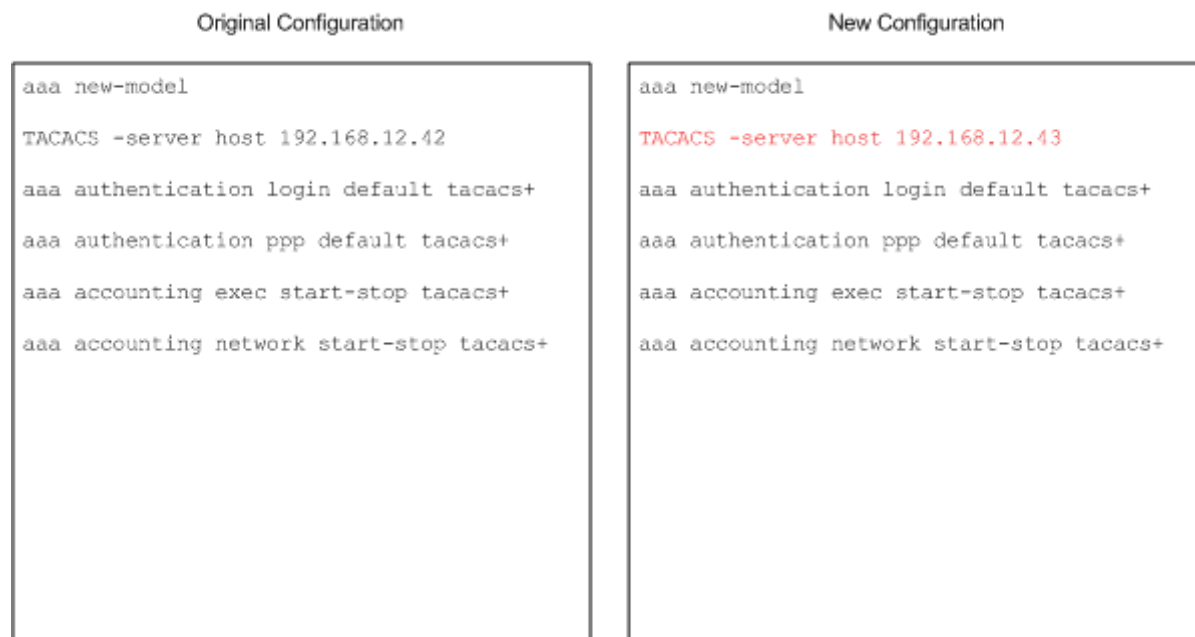 Original Configuration
aaa new-model
TACACS -server host 192.168.12.42
aaa authentication login default tacacs+
aaa authentication ppp default tacacs+
aaa accounting exec start-stop tacacs+
aaa accounting network start-stop tacacs+
New Configuration
aaa new-model
TACACS -server host 192.168.12.43
aaa authentication login default tacacs+
aaa authentication ppp default tacacs+
aaa accounting exec start-stop tacacs+
aaa accounting network start-stop tacacs+